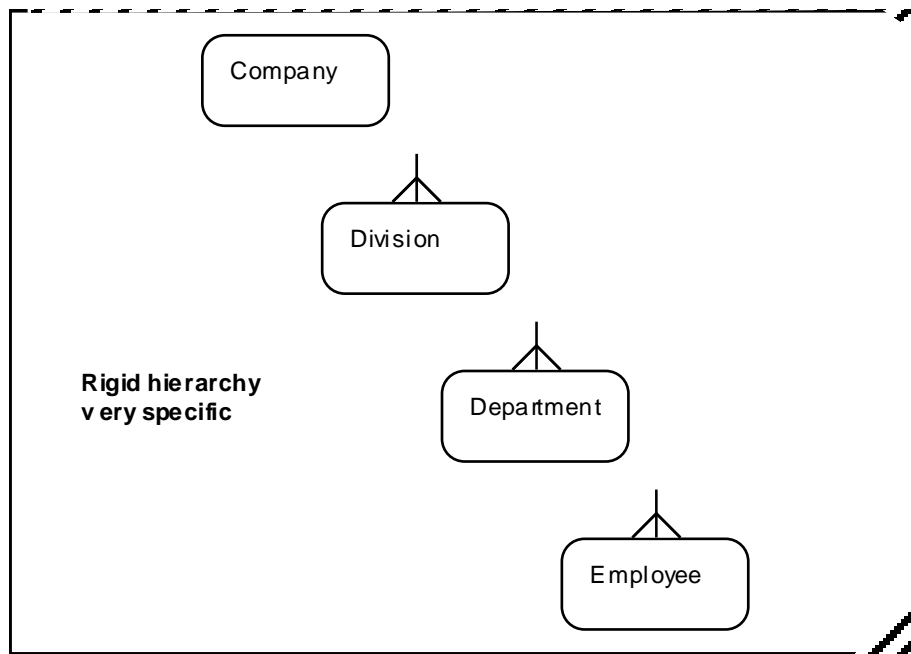 Company
Division
Rigid hierarchy
very specific
Department
Employee